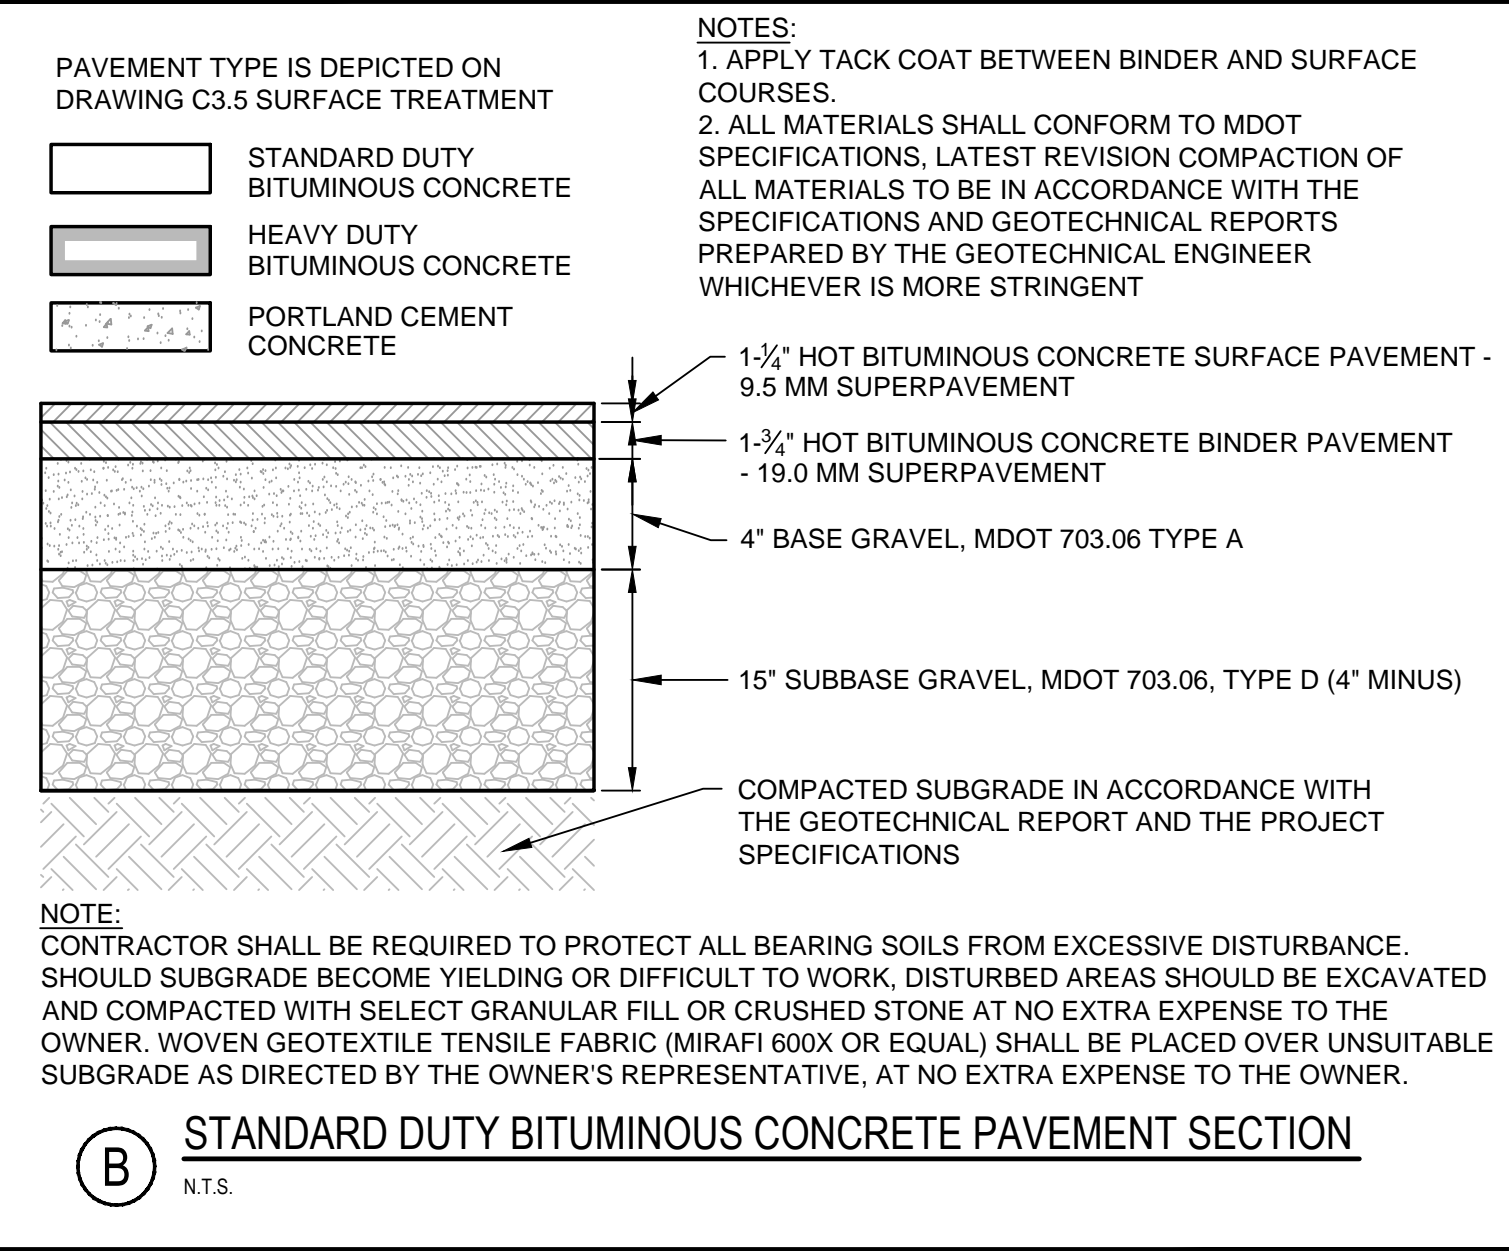 PAVEMENT TYPE IS DEPICTED ON
DRAWING C3.5 SURFACE TREATMENT
STANDARD DUTY
BITUMINOUS CONCRETE
HEAVY DUTY
BITUMINOUS CONCRETE
PORTLAND CEMENT
CONCRETE
NOTES:
1. APPLY TACK COAT BETWEEN BINDER AND SURFACE
COURSES.
2. ALL MATERIALS SHALL CONFORM TO MDOT
SPECIFICATIONS, LATEST REVISION COMPACTION OF
ALL MATERIALS TO BE IN ACCORDANCE WITH THE
SPECIFICATIONS AND GEOTECHNICAL REPORTS
PREPARED BY THE GEOTECHNICAL ENGINEER
WHICHEVER IS MORE STRINGENT
1-1/4" HOT BITUMINOUS CONCRETE SURFACE PAVEMENT -
9.5 MM SUPERPAVEMENT
1-3/4" HOT BITUMINOUS CONCRETE BINDER PAVEMENT
- 19.0 MM SUPERPAVEMENT
4" BASE GRAVEL, MDOT 703.06 TYPE A
15" SUBBASE GRAVEL, MDOT 703.06, TYPE D (4" MINUS)
COMPACTED SUBGRADE IN ACCORDANCE WITH
THE GEOTECHNICAL REPORT AND THE PROJECT
SPECIFICATIONS
NOTE:
CONTRACTOR SHALL BE REQUIRED TO PROTECT ALL BEARING SOILS FROM EXCESSIVE DISTURBANCE.
SHOULD SUBGRADE BECOME YIELDING OR DIFFICULT TO WORK, DISTURBED AREAS SHOULD BE EXCAVATED
AND COMPACTED WITH SELECT GRANULAR FILL OR CRUSHED STONE AT NO EXTRA EXPENSE TO THE
OWNER. WOVEN GEOTEXTILE TENSILE FABRIC (MIRAFI 600X OR EQUAL) SHALL BE PLACED OVER UNSUITABLE
SUBGRADE AS DIRECTED BY THE OWNER'S REPRESENTATIVE, AT NO EXTRA EXPENSE TO THE OWNER.
B
STANDARD DUTY BITUMINOUS CONCRETE PAVEMENT SECTION
N.T.S.